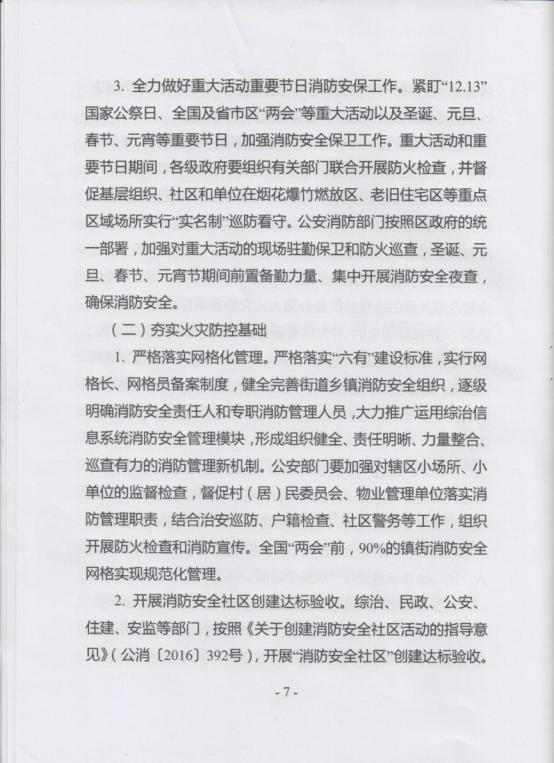 3. 全力做好重大活动重要节日消防安保工作。紧盯“12.13”
国家公祭日、全国及省市区“两会”等重大活动以及圣诞、元旦、
春节、元宵等重要节日，加强消防安全保卫工作。重大活动和重
要节日期间，各级政府要组织有关部门联合开展防火检查，并督
促基层组织、社区和单位在烟花爆竹燃放区、老旧住宅区等重点
区域场所实行“实名制”巡防看守。公安消防部门按照区政府的统
一部署，加强对重大活动的现场驻勤保卫和防火巡查，圣诞、元
旦、春节、元宵节期间前置备勤力量、集中开展消防安全夜查，
确保消防安全。
（二）夯实火灾防控基础
1. 严格落实网格化管理。严格落实“六有”建设标准，实行网
格长、网格员备案制度，健全完善街道乡镇消防安全组织，逐级
明确消防安全责任人和专职消防管理人员，大力推广运用综治信
息系统消防安全管理模块，形成组织健全、责任明晰、力量整合、
巡查有力的消防管理新机制。公安部门要加强对辖区小场所、小
单位的监督检查，督促村（居）民委员会、物业管理单位落实消
防管理职责，结合治安巡防、户籍检查、社区警务等工作，组织
开展防火检查和消防宣传。全国“两会”前，90%的镇街消防安全
网格实现规范化管理。
2. 开展消防安全社区创建达标验收。综治、民政、公安、
住建、安监等部门，按照《关于创建消防安全社区活动的指导意
见》（公消〔2016〕392号），开展“消防安全社区”创建达标验收。
- 7 -